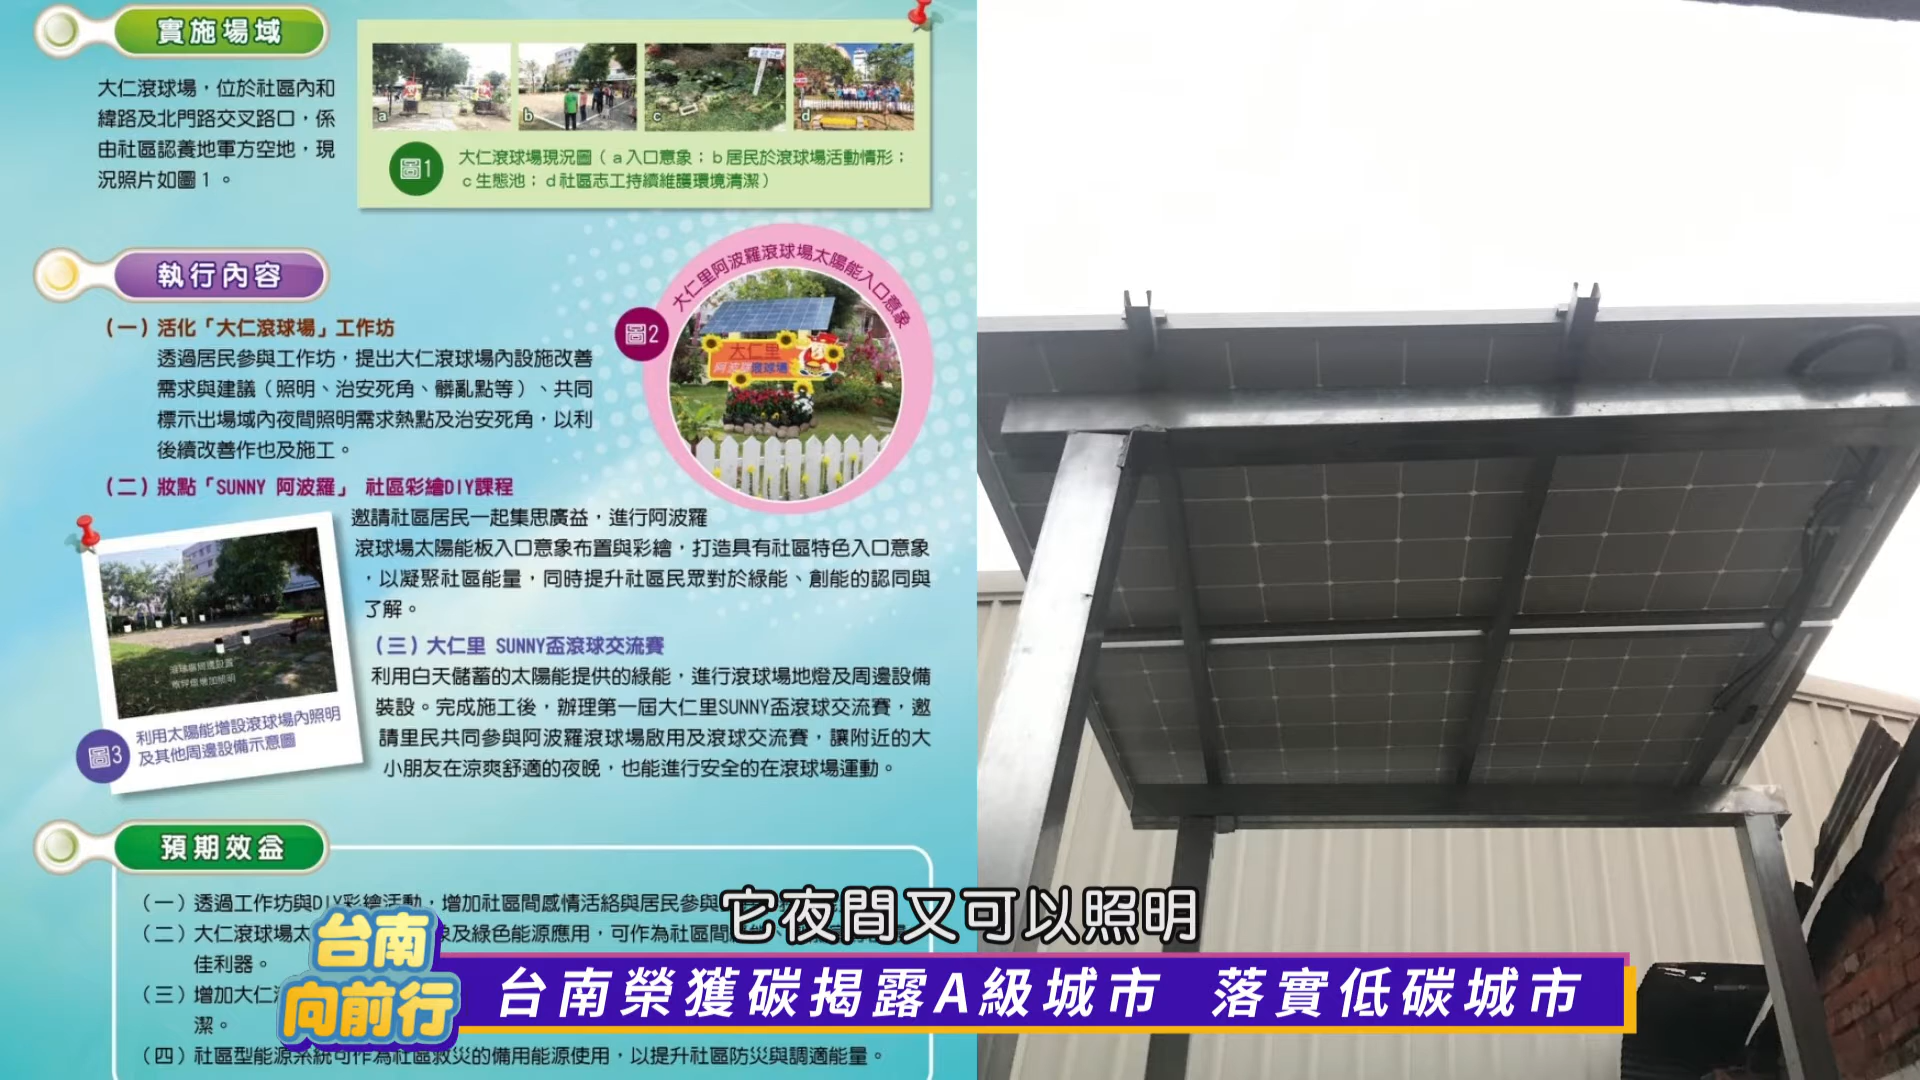 實施場域
大仁滾球場，位於社區內和
緯路及北門路交叉路口，係
由社區認養地軍方空地，現
況照片如圖1。
a
b
c
d
圖1
大仁滾球場現況圖（a入口意象；b居民於滾球場活動情形；
c生態池；d社區志工持續維護環境清潔）
執行內容
（一）活化「大仁滾球場」工作坊
透過居民參與工作坊，提出大仁滾球場內設施改善
需求與建議（照明、治安死角、髒亂點等）、共同
標示出場域內夜間照明需求熱點及治安死角，以利
後續改善作也及施工。
大仁里阿波羅滾球場太陽能入口意象
圖2
大仁里
阿波羅滾球場
（二）妝點「SUNNY 阿波羅」 社區彩繪DIY課程
邀請社區居民一起集思廣益，進行阿波羅
滾球場太陽能板入口意象布置與彩繪，打造具有社區特色入口意象
，以凝聚社區能量，同時提升社區民眾對於綠能、創能的認同與
了解。
圖3
利用太陽能增設滾球場內照明
及其他周邊設備示意圖
（三）大仁里 SUNNY盃滾球交流賽
利用白天儲蓄的太陽能提供的綠能，進行滾球場地燈及周邊設備
裝設。完成施工後，辦理第一屆大仁里SUNNY盃滾球交流賽，邀
請里民共同參與阿波羅滾球場啟用及滾球交流賽，讓附近的大
小朋友在涼爽舒適的夜晚，也能進行安全的在滾球場運動。
預期效益
（一）透過工作坊與DIY彩繪活動，增加社區間感情活絡與居民參與
（二）大仁滾球場太
及綠色能源應用，可作為社區間
佳利器。
（三）增加大仁
潔。
（四）社區型能源系統可作為社區救災的備用能源使用，以提升社區防災與調適能量。
它夜間又可以照明
台南
向前行
台南榮獲碳揭露A級城市 落實低碳城市